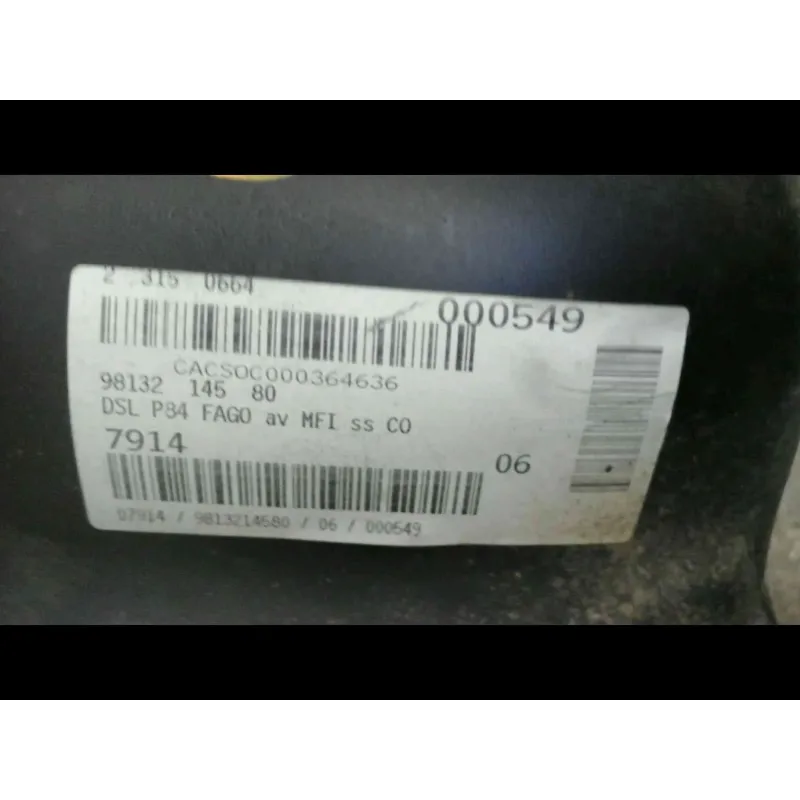 2 315 0664
000549
CACSOC000364636
98132 145 80
DSL P84 FAGO av MFI ss CO
7914
06
07914 / 9813214580 / 06 / 000549